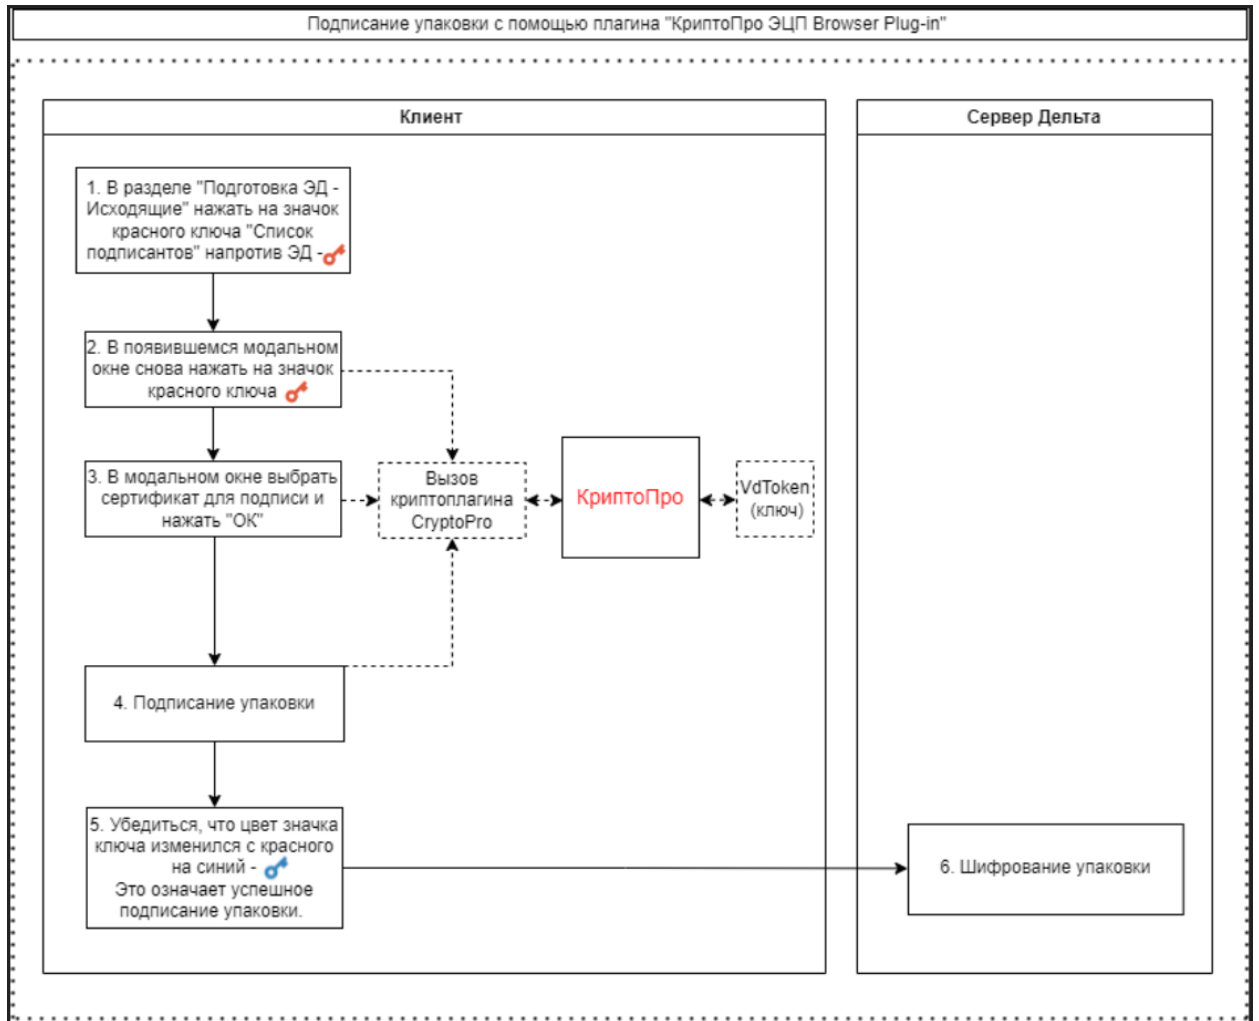 Подписание упаковки с помощью плагина "КриптоПро ЭЦП Browser Plug-in"
Клиент
Сервер Дельта
1. В разделе "Подготовка ЭД -
Исходящие" нажать на значок
красного ключа "Список
подписантов" напротив ЭД -
2. В появившемся модальном
окне снова нажать на значок
красного ключа
3. В модальном окне выбрать
сертификат для подписи и
нажать "ОК"
Вызов
криптоплагина
CryptoPro
КриптоПро
VdToken
(ключ)
4. Подписание упаковки
5. Убедиться, что цвет значка
ключа изменился с красного
на синий -
Это означает успешное
подписание упаковки.
6. Шифрование упаковки